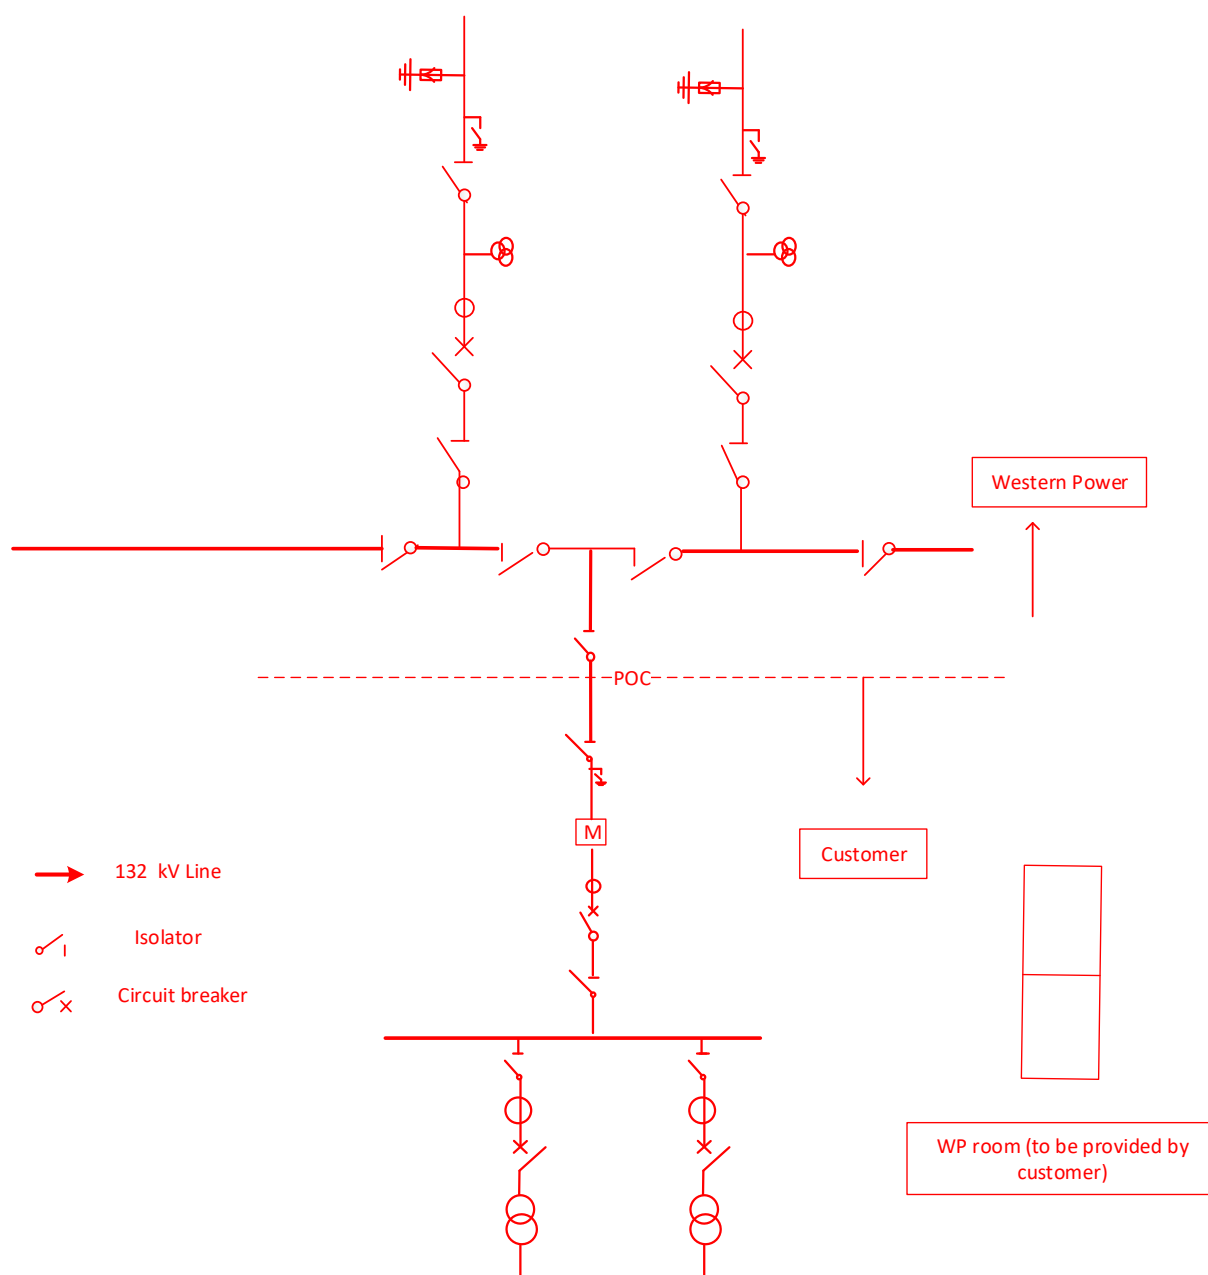 Western Power
POC
M
Customer
132 kV Line
Isolator
Circuit breaker
WP room (to be provided by
customer)